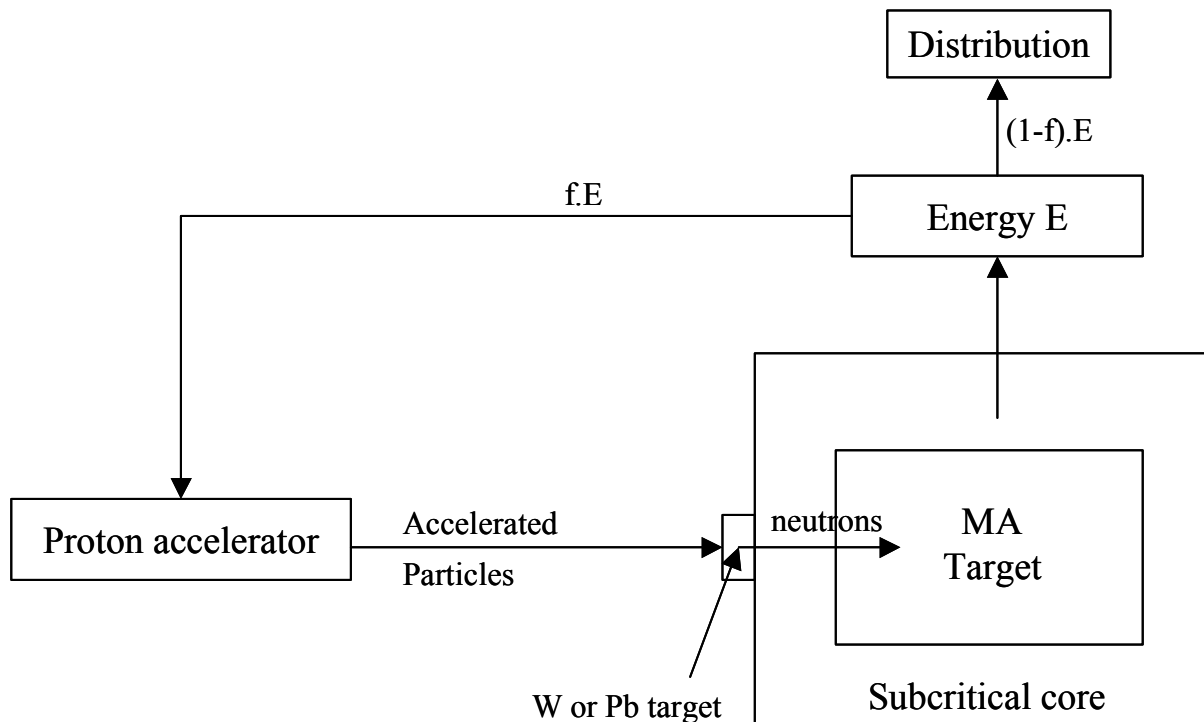 Distribution
(1-f).E
f.E
Energy E
Proton accelerator
Accelerated
Particles
neutrons
MA
Target
W or Pb target
Subcritical core